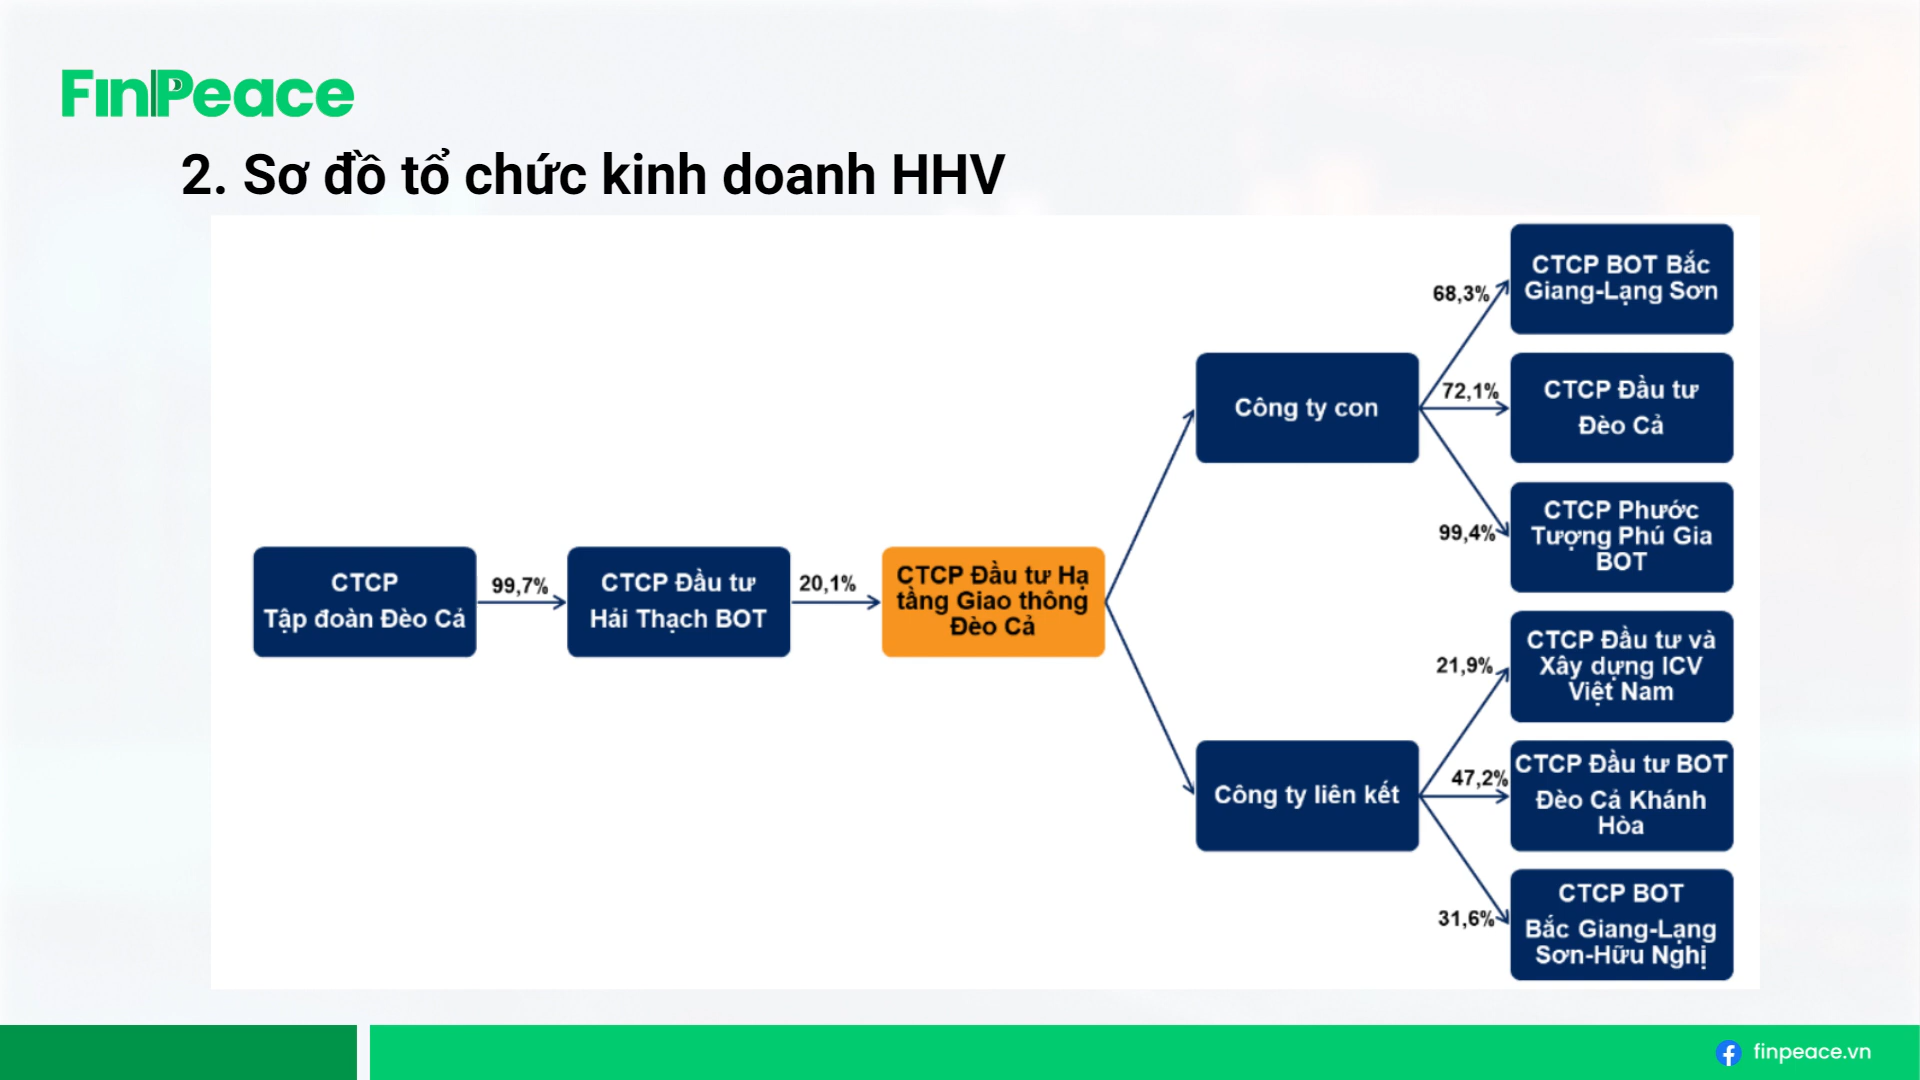 FinPeace
2. Sơ đồ tổ chức kinh doanh HHV
CTCP
Tập đoàn Đèo Cả
99,7%
CTCP Đầu tư
Hải Thạch BOT
20,1%
CTCP Đầu tư Hạ
tầng Giao thông
Đèo Cả
Công ty con
68,3%
CTCP BOT Bắc
Giang-Lạng Sơn
72,1%
CTCP Đầu tư
Đèo Cả
99,4%
CTCP Phước
Tượng Phú Gia
BOT
Công ty liên kết
21,9%
CTCP Đầu tư và
Xây dựng ICV
Việt Nam
47,2%
CTCP Đầu tư BOT
Đèo Cả Khánh
Hòa
31,6%
CTCP BOT
Bắc Giang-Lạng
Sơn-Hữu Nghị
finpeace.vn